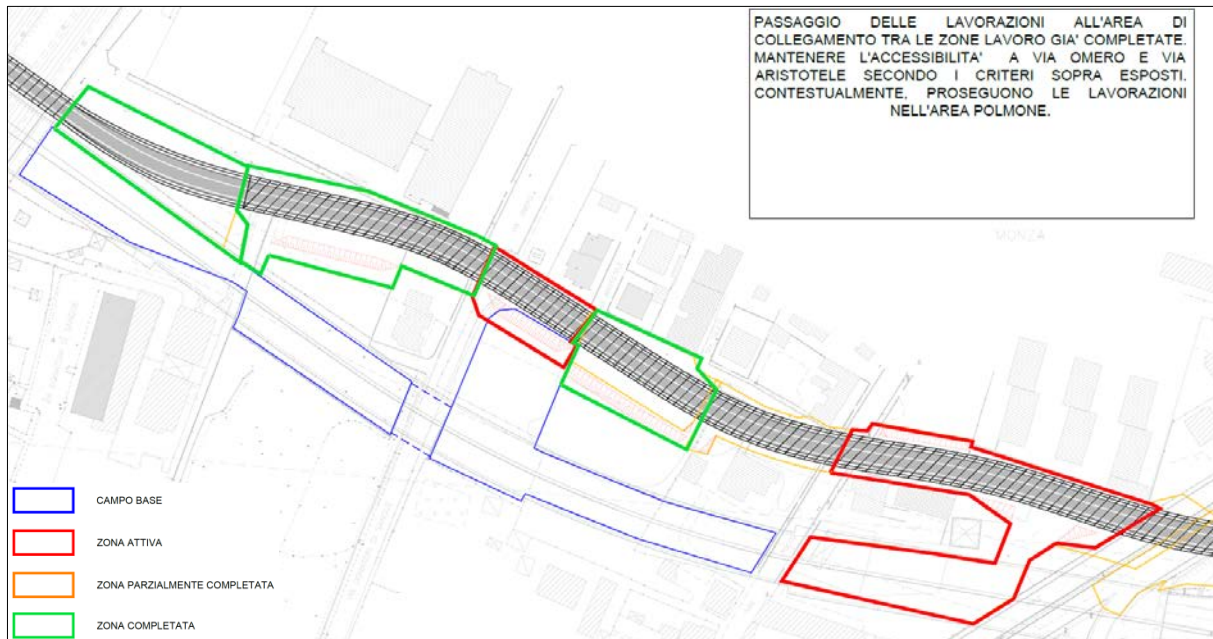 PASSAGGIO DELLE LAVORAZIONI ALL'AREA DI
COLLEGAMENTO TRA LE ZONE LAVORO GIA' COMPLETATE.
MANTENERE L'ACCESSIBILITA' A VIA OMERO E VIA
ARISTOTELE SECONDO I CRITERI SOPRA ESPOSTI.
CONTESTUALMENTE, PROSEGUONO LE LAVORAZIONI
NELL'AREA POLMONE.
MONZA
CAMPO BASE
ZONA ATTIVA
ZONA PARZIALMENTE COMPLETATA
ZONA COMPLETATA